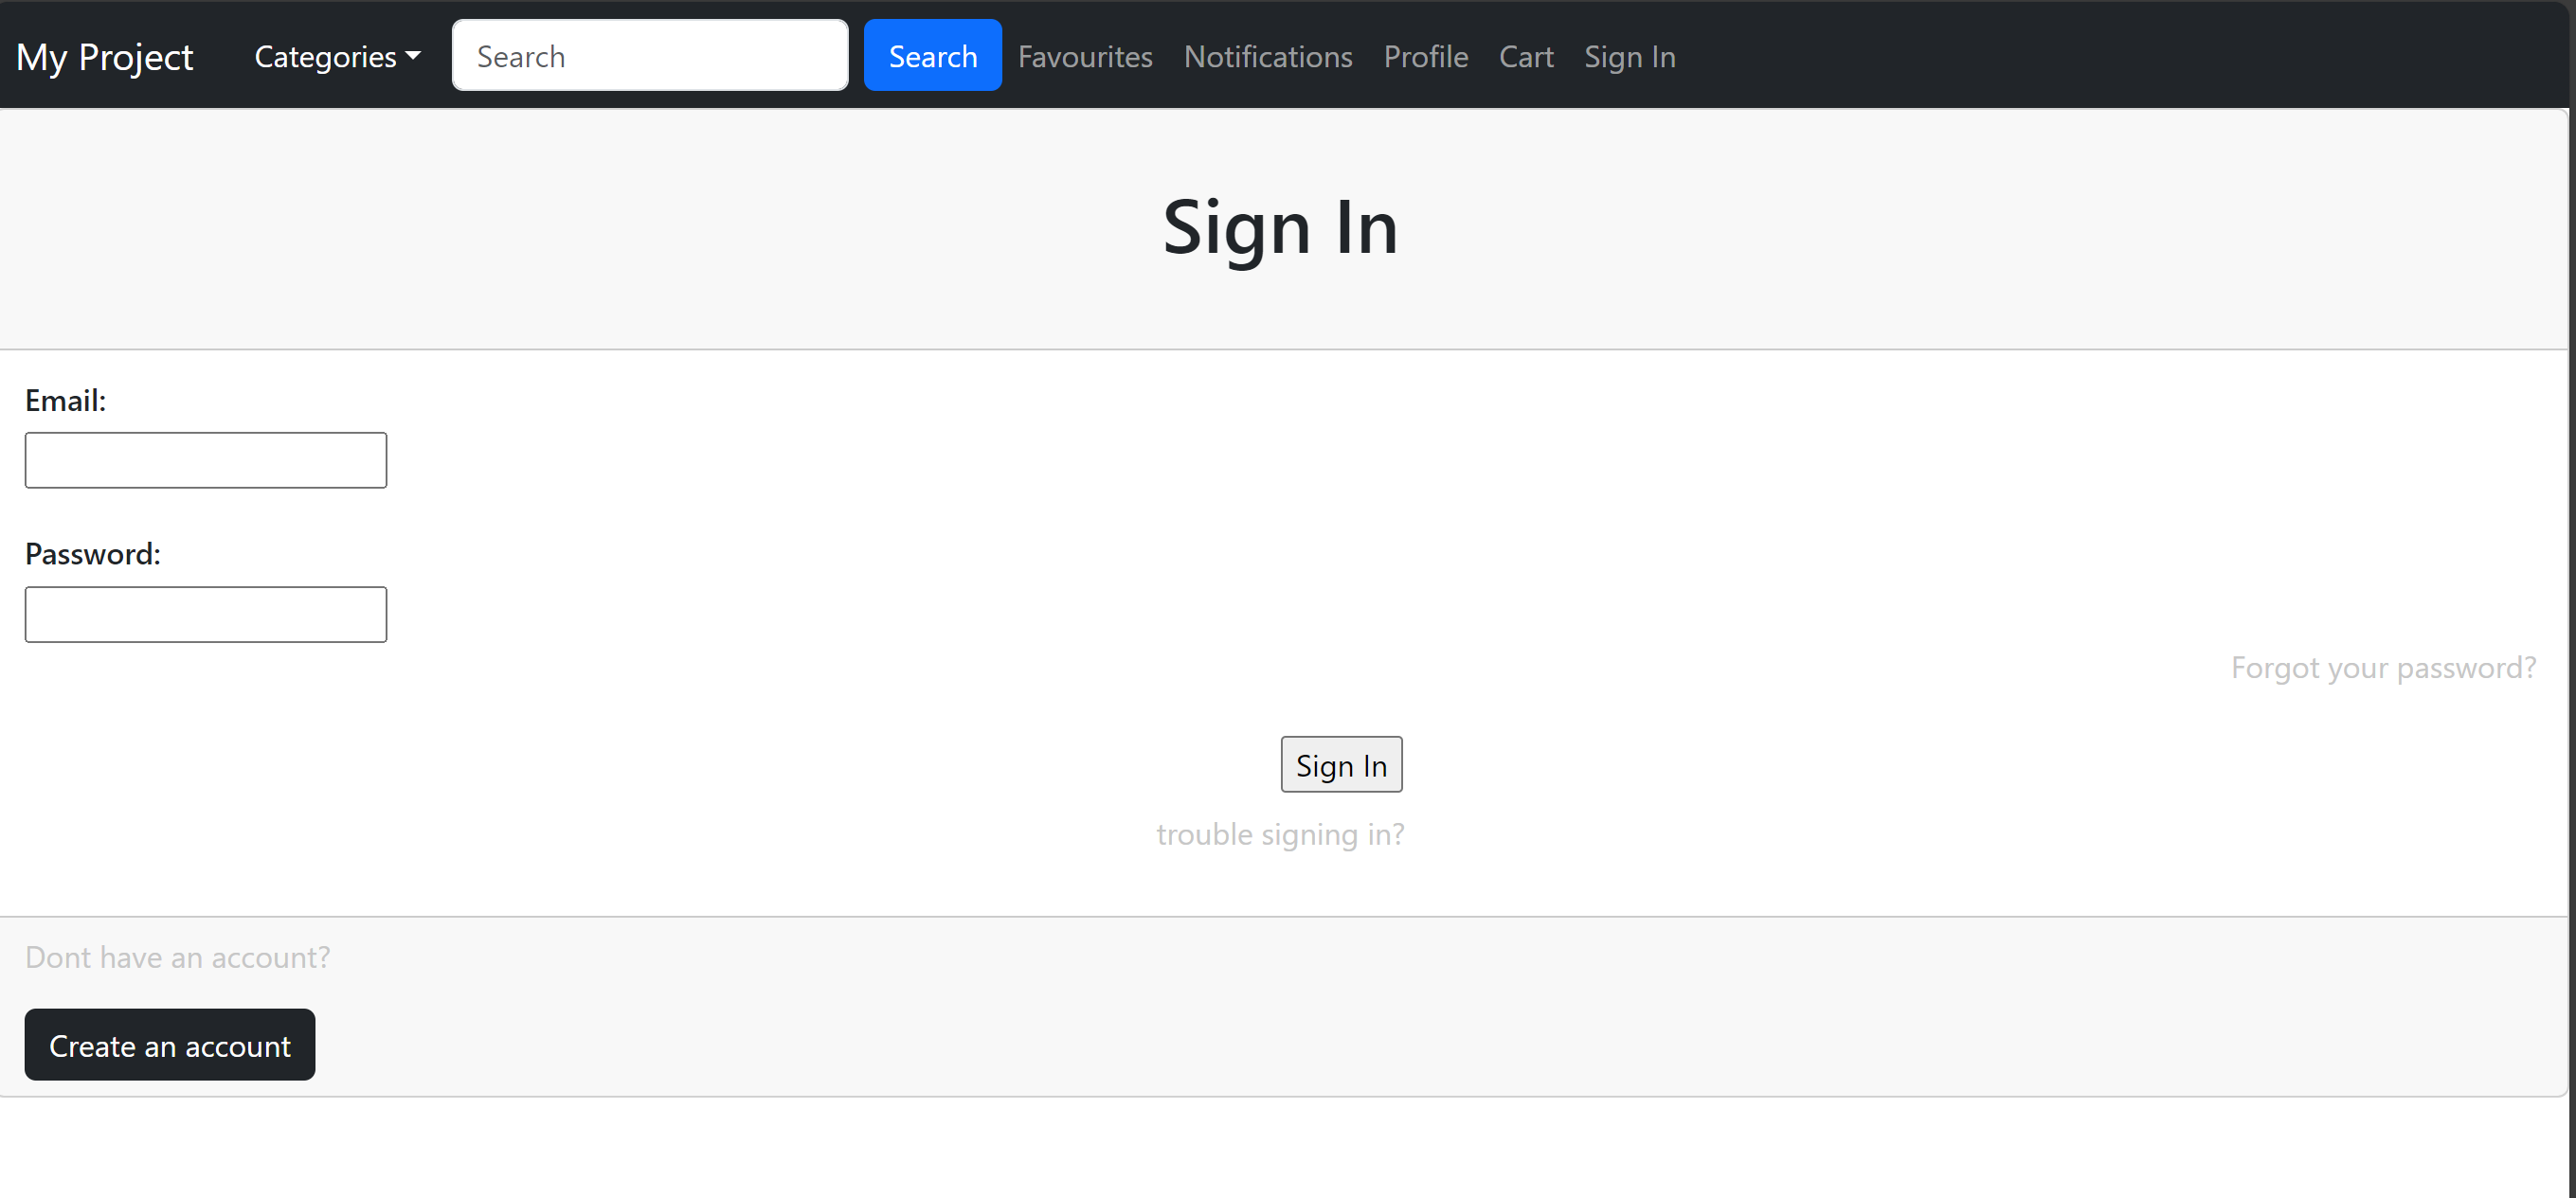 My Project Categories Search Search Favourites Notifications Profile Cart Sign In
Sign In
Email:
Password:
Forgot your password?
Sign In
trouble signing in?
Dont have an account?
Create an account